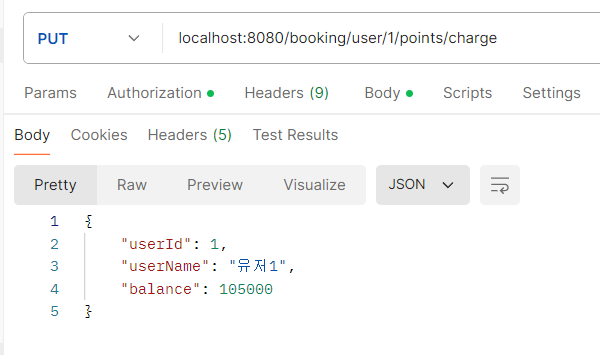 PUT localhost:8080/booking/user/1/points/charge
Params Authorization Headers (9) Body Scripts Settings
Body Cookies Headers (5) Test Results
Pretty Raw Preview Visualize JSON
1 {
2 "userId": 1,
3 "userName": "유저1",
4 "balance": 105000
5 }